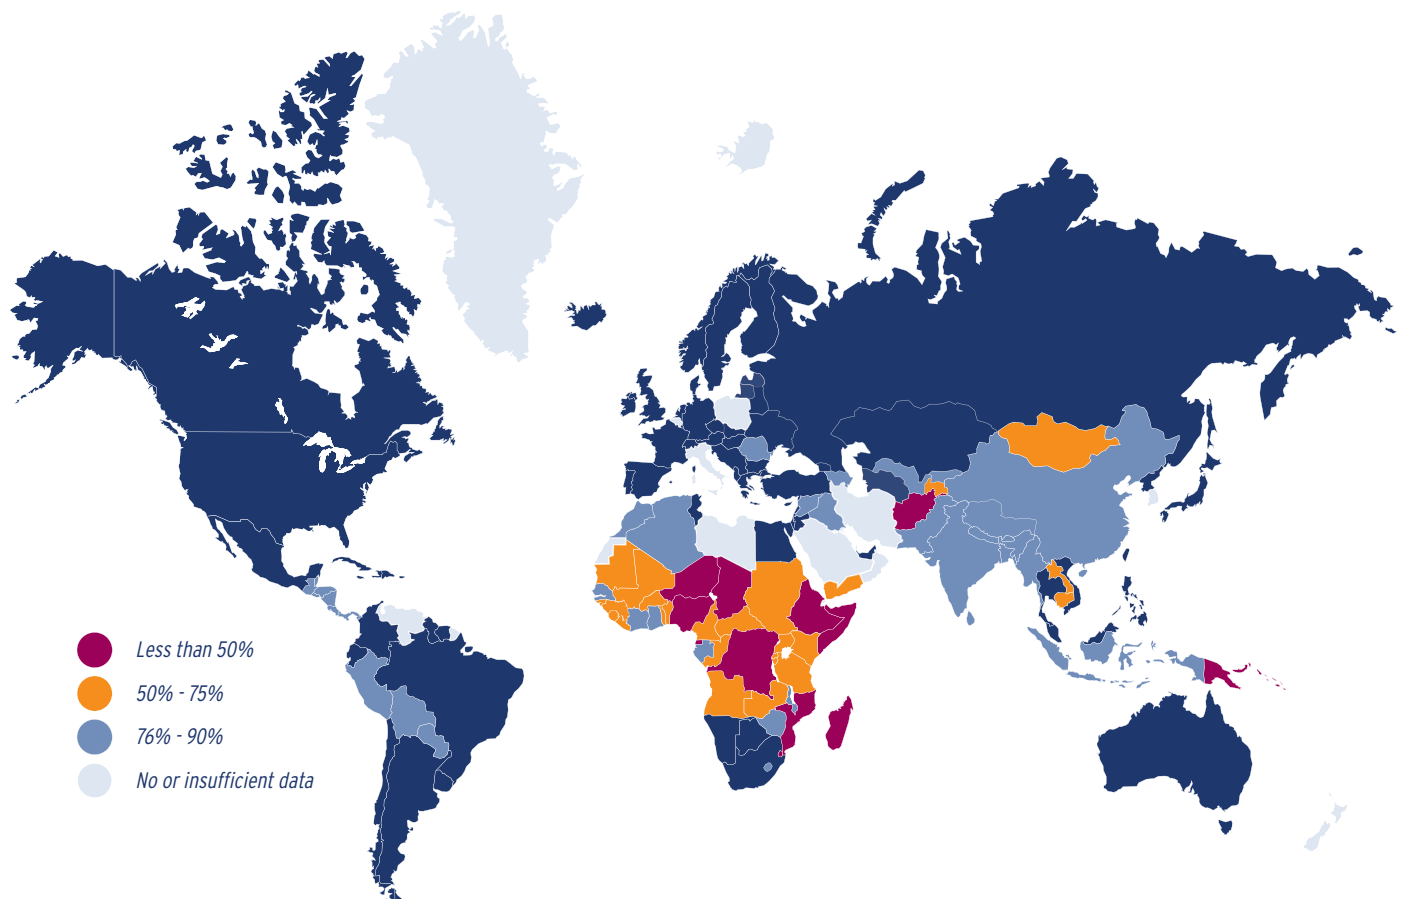 Less than 50%
50% - 75%
76% - 90%
No or insufficient data